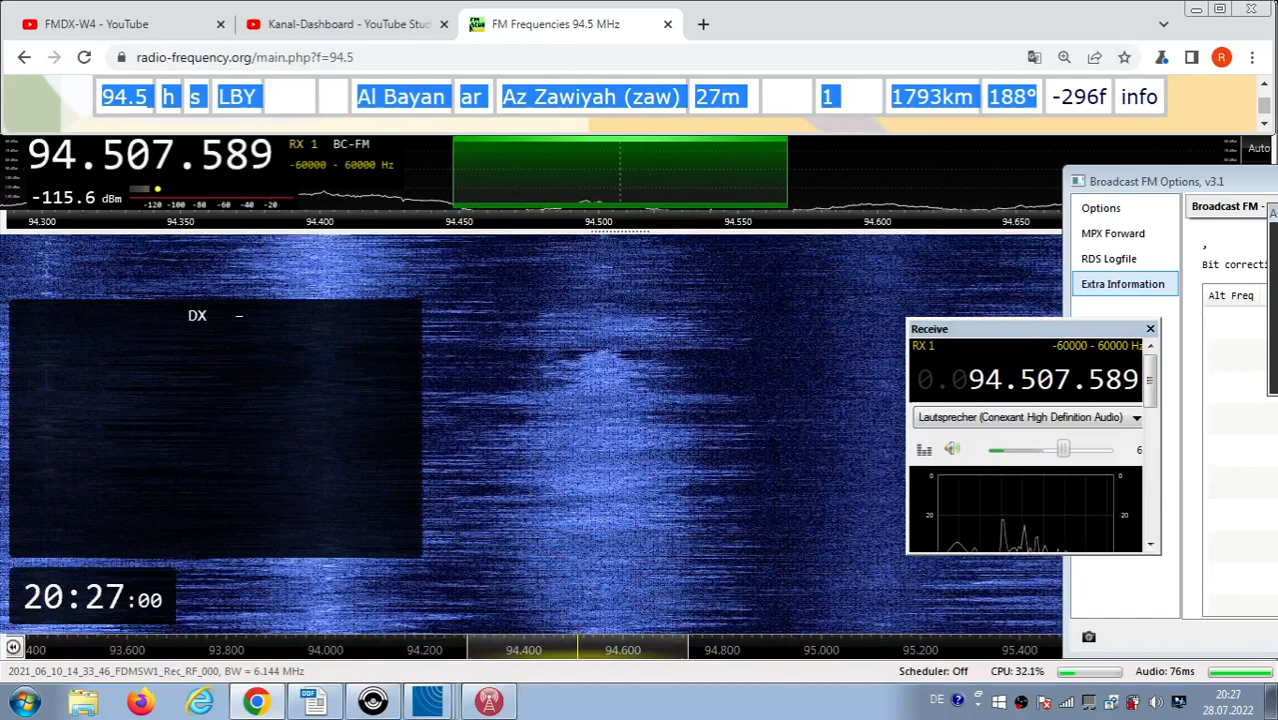 FMDX-W4 - YouTube
Kanal-Dashboard - YouTube Stu
FM Frequencies 94.5 MHz
radio-frequency.org/main.php?f=94.5
94.5 h s LBY Al Bayan ar Az Zawiyah (zaw) 27m 1 1793km 188° -296f info
94.507.589
RX 1 BC-FM
-60000 - 60000 Hz
Auto
-115.6 dBm
-120 -100 -80 -60 -40 -20
94.300 94.350 94.400 94.450 94.500 94.550 94.600 94.650
Broadcast FM Options, v3.1
Options
MPX Forward
RDS Logfile
Extra Information
Broadcast FM -
,
Bit correcti
Alt Freq
DX –
Receive
RX 1 -60000 - 60000 Hz
0.094.507.589
Lautsprecher (Conexant High Definition Audio)
6
0 0
20 20
20:27:00
400 93.600 93.800 94.000 94.200 94.400 94.600 94.800 95.000 95.200 95.400
2021_06_10_14_33_46_FDMSW1_Rec_RF_000, BW = 6.144 MHz
Scheduler: Off CPU: 32.1% Audio: 76ms
DE
20:27
28.07.2022